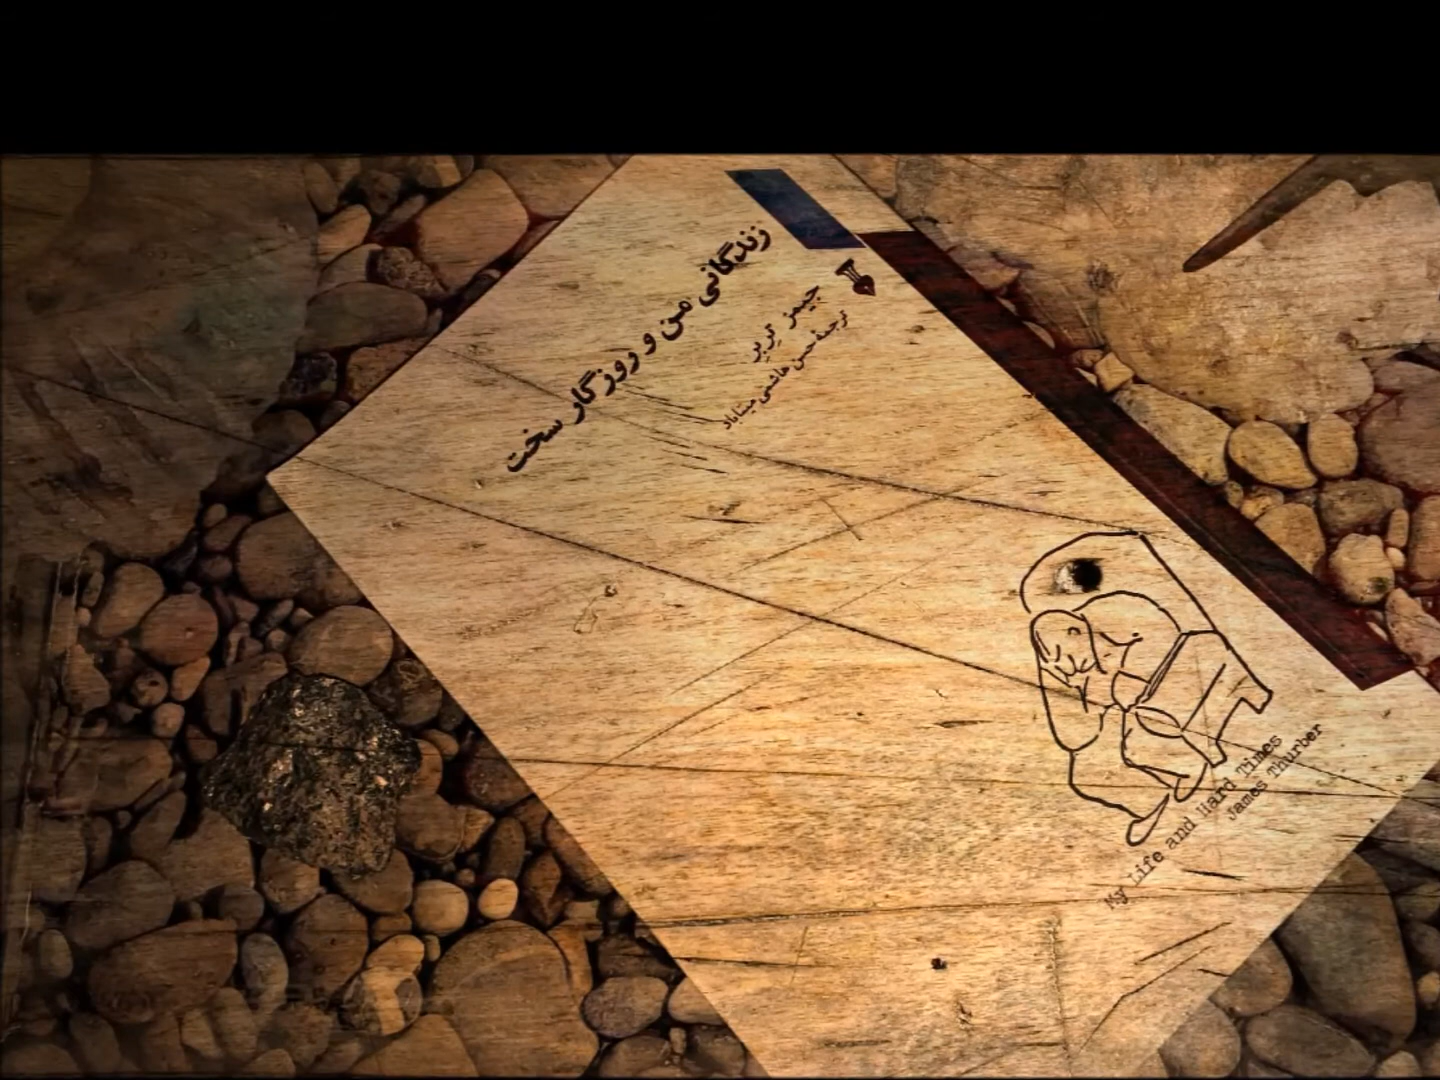 زندگانی من و روزگار سخت
جیمز تربر
ترجمهٔ حسن هاشمی میناباد
My Life and Hard Times
James Thurber